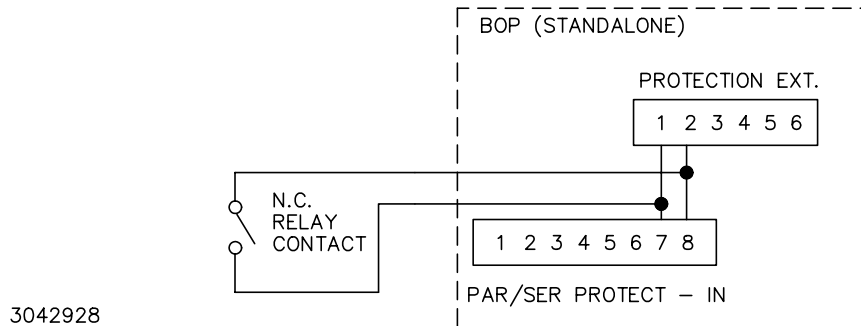 BOP (STANDALONE)
PROTECTION EXT.
1 2 3 4 5 6
N.C.
RELAY
CONTACT
1 2 3 4 5 6 7 8
PAR/SER PROTECT – IN
3042928